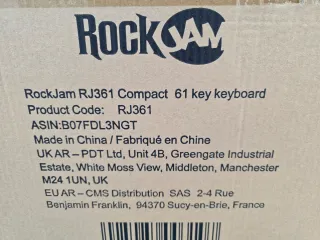 RockJAM
RockJam RJ361 Compact 61 key keyboard
Product Code: RJ361
ASIN:B07FDL3NGT
Made in China / Fabriqué en Chine
UK AR – PDT Ltd, Unit 4B, Greengate Industrial
Estate, White Moss View, Middleton, Manchester
M24 1UN, UK
EU AR – CMS Distribution SAS 2-4 Rue
Benjamin Franklin, 94370 Sucy-en-Brie, France